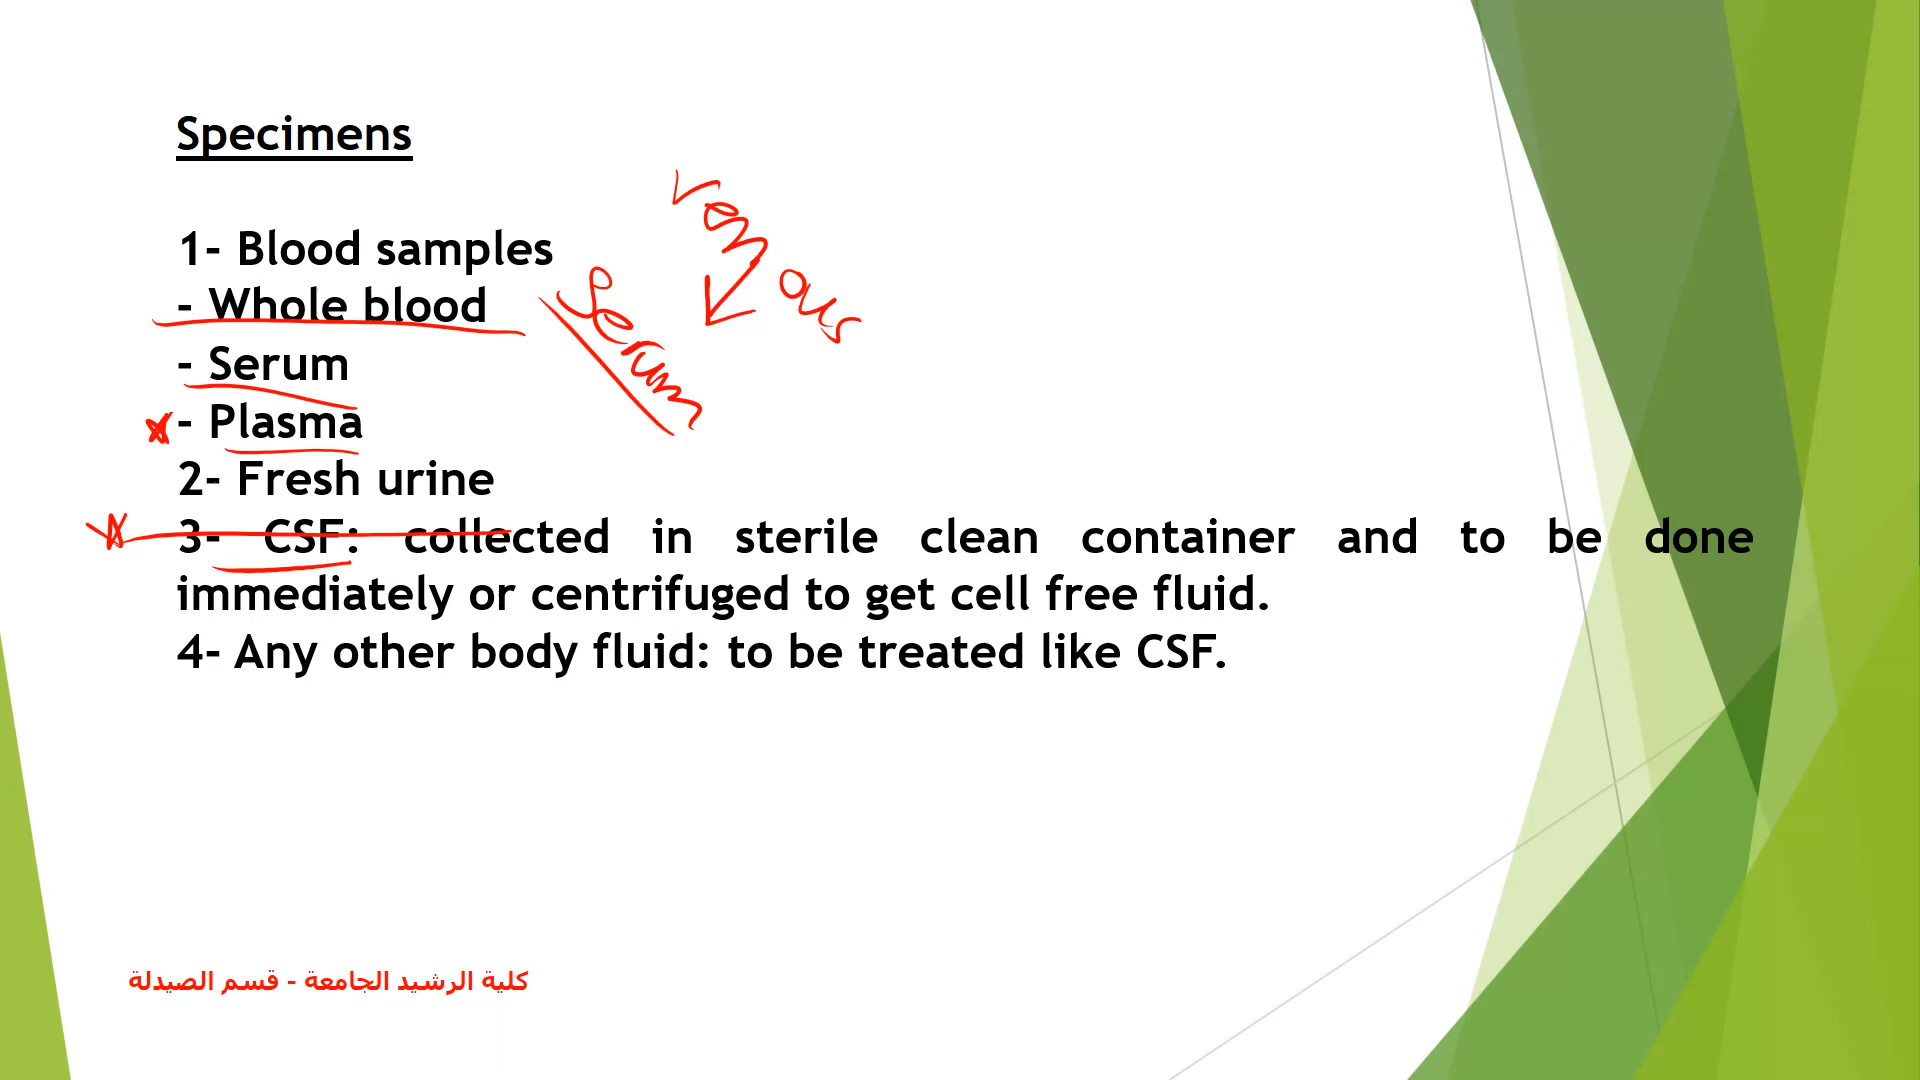 Specimens
1- Blood samples
- Whole blood
- Serum
- Plasma
2- Fresh urine
3- CSF: collected in sterile clean container and to be done
immediately or centrifuged to get cell free fluid.
4- Any other body fluid: to be treated like CSF.
venous
Serum
كلية الرشيد الجامعة - قسم الصيدلة